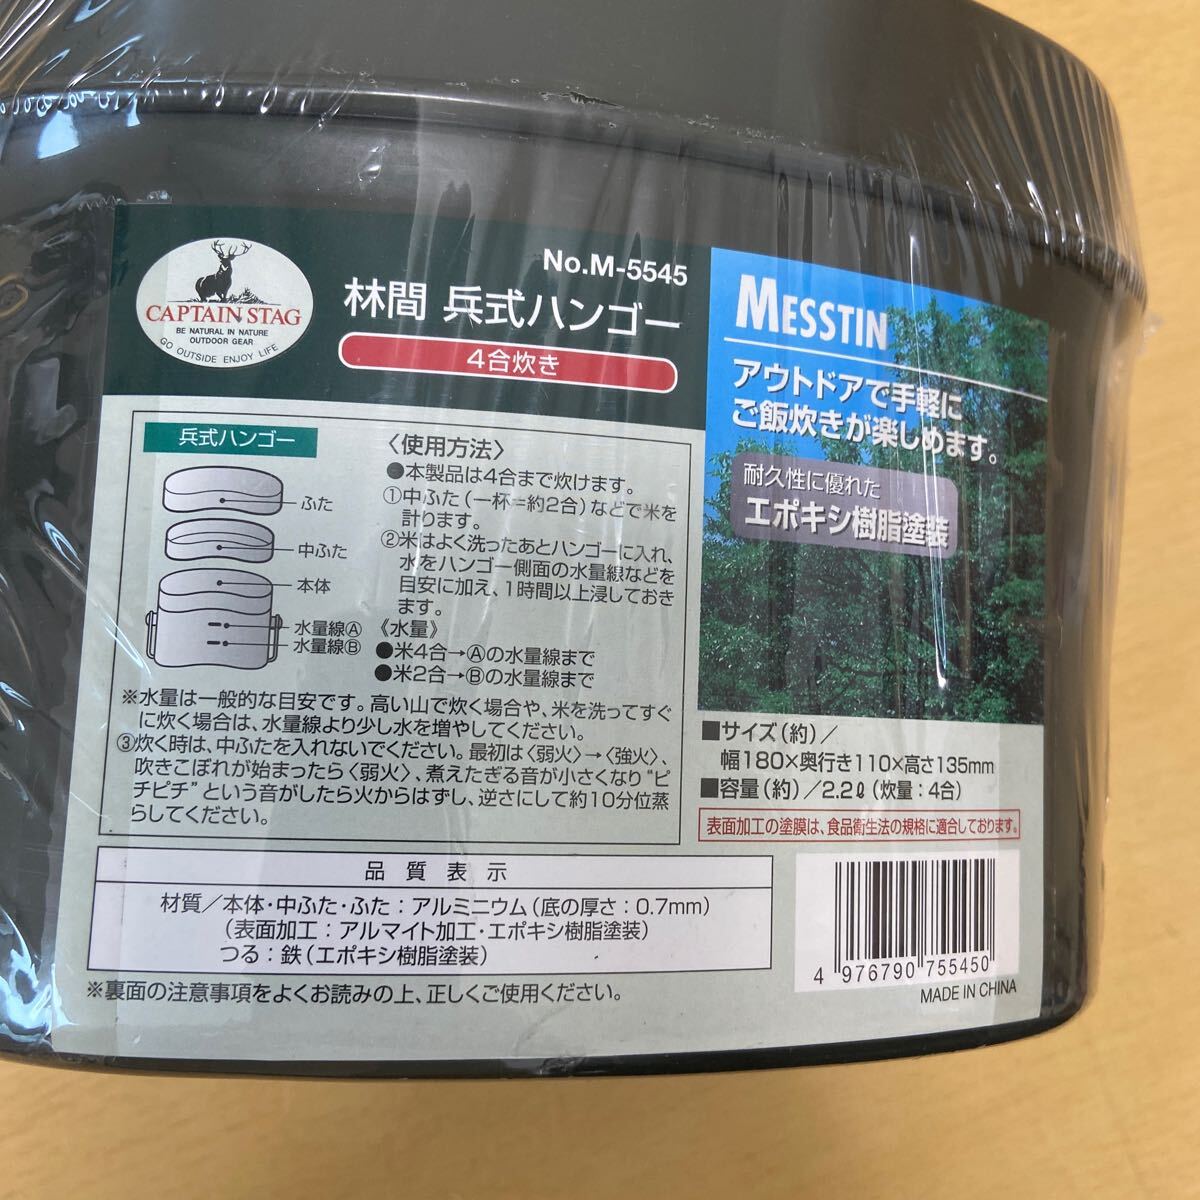 CAPTAIN STAG
BE NATURAL IN NATURE
OUTDOOR GEAR
GO OUTSIDE ENJOY LIFE
No.M-5545
林間 兵式ハンゴー
4合炊き
MESSTIN
アウトドアで手軽に
ご飯炊きが楽しめます。
耐久性に優れた
エポキシ樹脂塗装
兵式ハンゴー
ふた
中ふた
本体
水量線Ⓐ
水量線Ⓑ
〈使用方法〉
●本製品は4合まで炊けます。
①中ふた(一杯=約2合)などで米を
計ります。
②米はよく洗ったあとハンゴーに入れ、
水をハンゴー側面の水量線などを
目安に加え、1時間以上浸しておき
ます。
《水量》
●米4合→Ⓐの水量線まで
●米2合→Ⓑの水量線まで
※水量は一般的な目安です。高い山で炊く場合や、米を洗ってすぐ
に炊く場合は、水量線より少し水を増やしてください。
③炊く時は、中ふたを入れないでください。最初は〈弱火〉→〈強火〉、
吹きこぼれが始まったら〈弱火〉、煮えたぎる音が小さくなり“ピ
チピチ”という音がしたら火からはずし、逆さにして約10分位蒸
らしてください。
■サイズ(約)/
幅180×奥行き110×高さ135mm
■容量(約)/2.2ℓ(炊量:4合)
表面加工の塗膜は、食品衛生法の規格に適合しております。
品質表示
材質/本体・中ふた・ふた:アルミニウム(底の厚さ:0.7mm)
(表面加工:アルマイト加工・エポキシ樹脂塗装)
つる:鉄(エポキシ樹脂塗装)
※裏面の注意事項をよくお読みの上、正しくご使用ください。
4 976790 755450
MADE IN CHINA